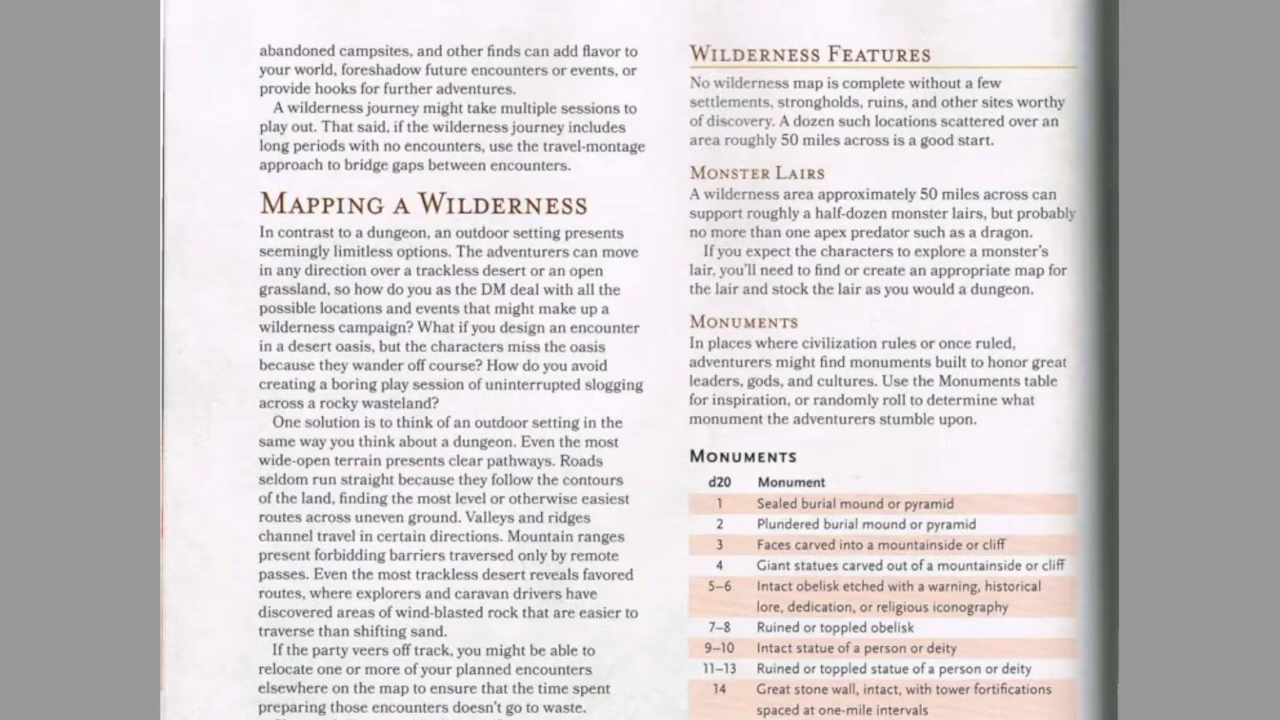 abandoned campsites, and other finds can add flavor to
your world, foreshadow future encounters or events, or
provide hooks for further adventures.
A wilderness journey might take multiple sessions to
play out. That said, if the wilderness journey includes
long periods with no encounters, use the travel-montage
approach to bridge gaps between encounters.
MAPPING A WILDERNESS
In contrast to a dungeon, an outdoor setting presents
seemingly limitless options. The adventurers can move
in any direction over a trackless desert or an open
grassland, so how do you as the DM deal with all the
possible locations and events that might make up a
wilderness campaign? What if you design an encounter
in a desert oasis, but the characters miss the oasis
because they wander off course? How do you avoid
creating a boring play session of uninterrupted slogging
across a rocky wasteland?
One solution is to think of an outdoor setting in the
same way you think about a dungeon. Even the most
wide-open terrain presents clear pathways. Roads
seldom run straight because they follow the contours
of the land, finding the most level or otherwise easiest
routes across uneven ground. Valleys and ridges
channel travel in certain directions. Mountain ranges
present forbidding barriers traversed only by remote
passes. Even the most trackless desert reveals favored
routes, where explorers and caravan drivers have
discovered areas of wind-blasted rock that are easier to
traverse than shifting sand.
If the party veers off track, you might be able to
relocate one or more of your planned encounters
elsewhere on the map to ensure that the time spent
preparing those encounters doesn't go to waste.
WILDERNESS FEATURES
No wilderness map is complete without a few
settlements, strongholds, ruins, and other sites worthy
of discovery. A dozen such locations scattered over an
area roughly 50 miles across is a good start.
MONSTER LAIRS
A wilderness area approximately 50 miles across can
support roughly a half-dozen monster lairs, but probably
no more than one apex predator such as a dragon.
If you expect the characters to explore a monster's
lair, you'll need to find or create an appropriate map for
the lair and stock the lair as you would a dungeon.
MONUMENTS
In places where civilization rules or once ruled,
adventurers might find monuments built to honor great
leaders, gods, and cultures. Use the Monuments table
for inspiration, or randomly roll to determine what
monument the adventurers stumble upon.
MONUMENTS
d20 Monument
1 Sealed burial mound or pyramid
2 Plundered burial mound or pyramid
3 Faces carved into a mountainside or cliff
4 Giant statues carved out of a mountainside or cliff
5–6 Intact obelisk etched with a warning, historical
lore, dedication, or religious iconography
7–8 Ruined or toppled obelisk
9–10 Intact statue of a person or deity
11–13 Ruined or toppled statue of a person or deity
14 Great stone wall, intact, with tower fortifications
spaced at one-mile intervals